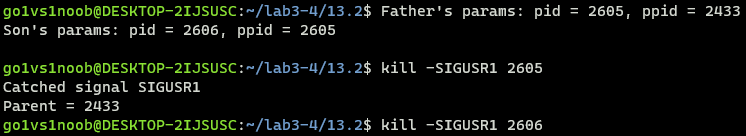 go1vs1noob@DESKTOP-2IJSUSC:~/lab3-4/13.2$ Father's params: pid = 2605, ppid = 2433
Son's params: pid = 2606, ppid = 2605
go1vs1noob@DESKTOP-2IJSUSC:~/lab3-4/13.2$ kill -SIGUSR1 2605
Catched signal SIGUSR1
Parent = 2433
go1vs1noob@DESKTOP-2IJSUSC:~/lab3-4/13.2$ kill -SIGUSR1 2606